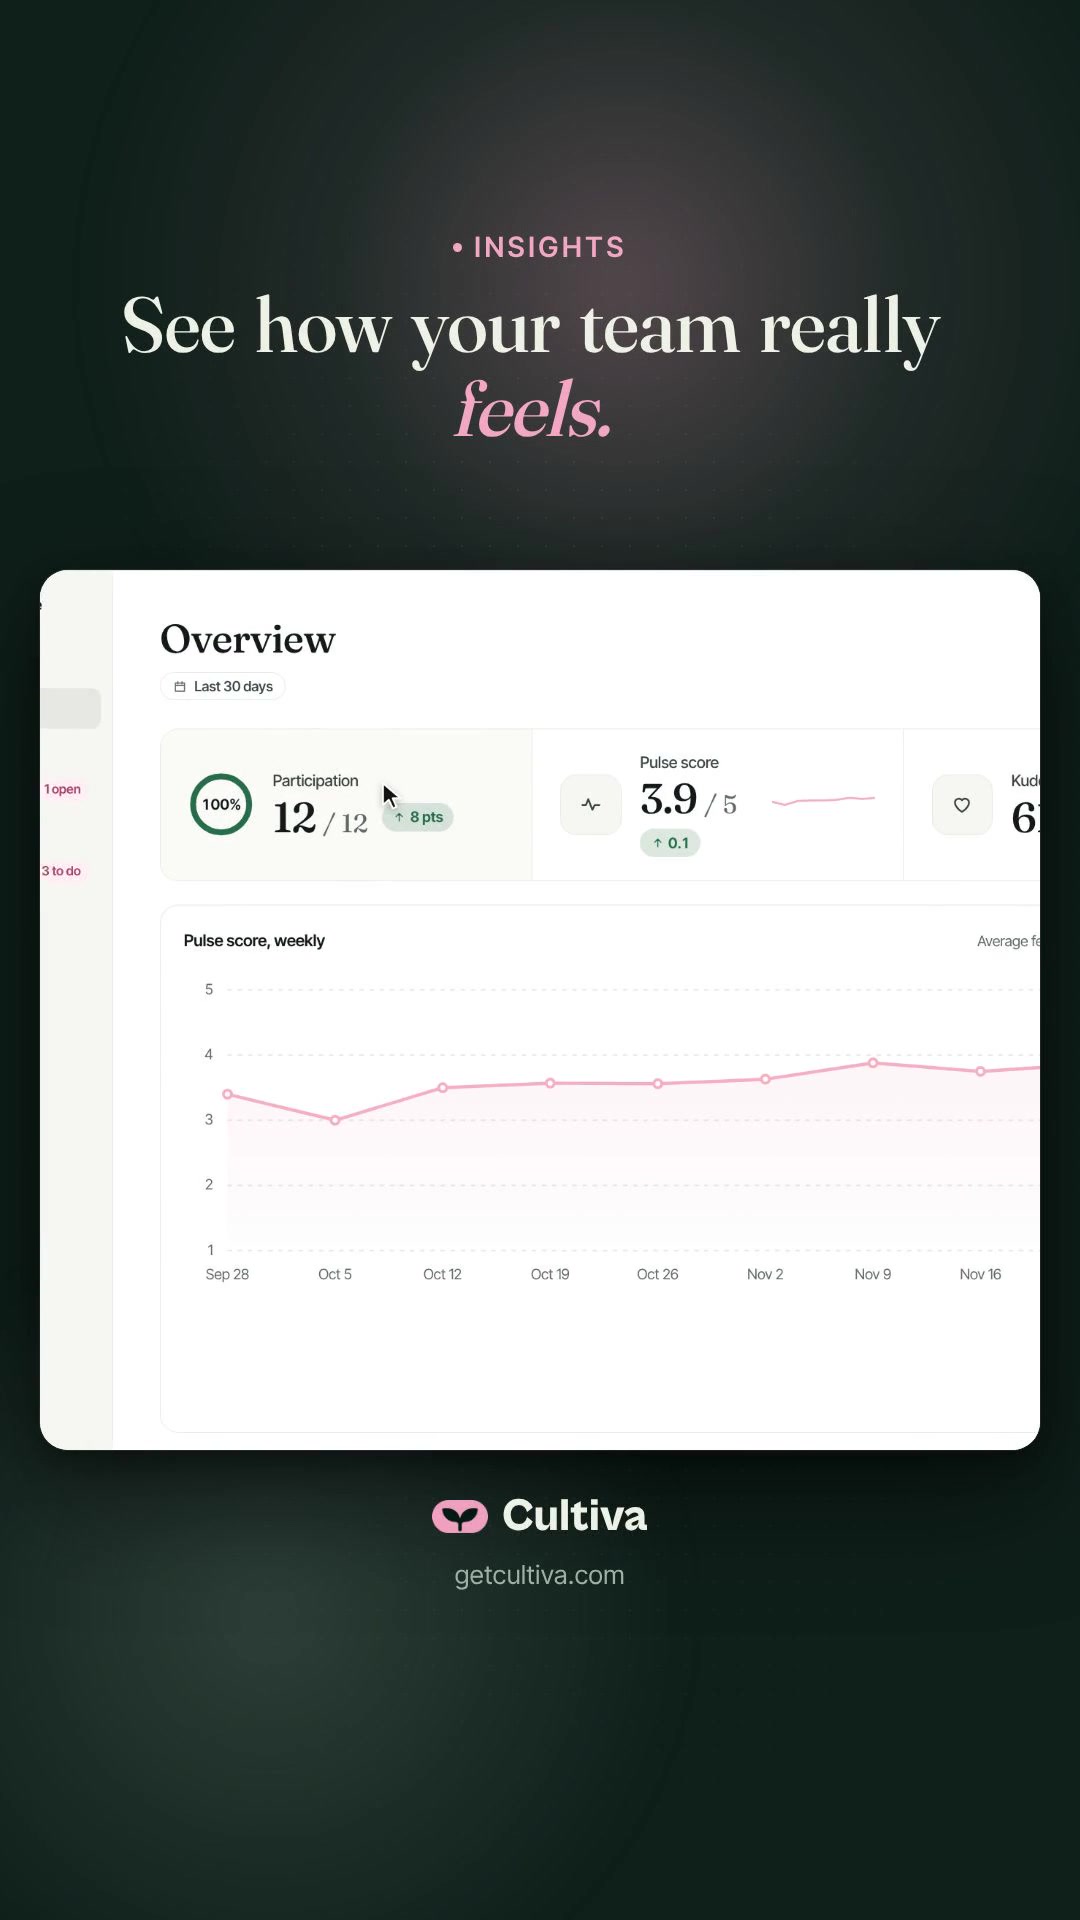 • INSIGHTS
See how your team really
feels.
Overview
Last 30 days
Participation
100%
12 / 12
↑ 8 pts
Pulse score
3.9 / 5
↑ 0.1
1 open
3 to do
Pulse score, weekly
Average
5
4
3
2
1
Sep 28
Oct 5
Oct 12
Oct 19
Oct 26
Nov 2
Nov 9
Nov 16
Cultiva
getcultiva.com